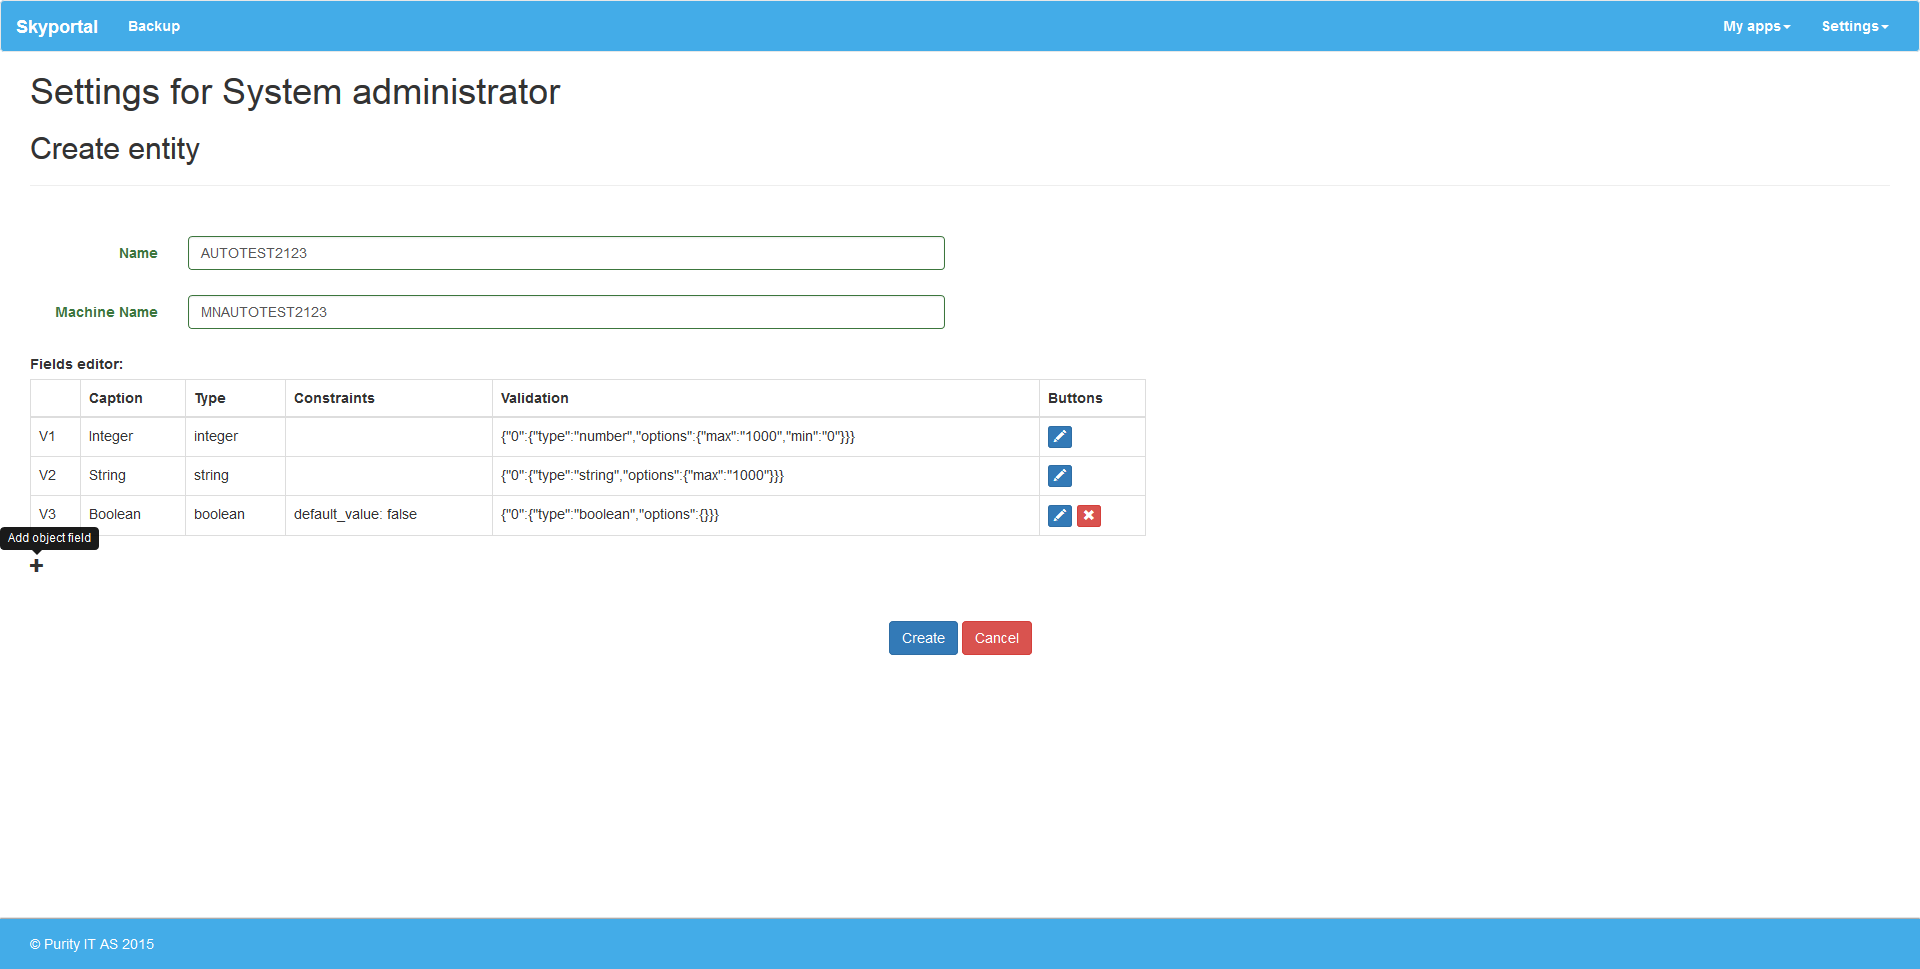 Skyportal Backup My apps Settings
Settings for System administrator
Create entity
Name AUTOTEST2123
Machine Name MNAUTOTEST2123
Fields editor:
Caption Type Constraints Validation Buttons
V1 Integer integer {"0":{"type":"number","options":{"max":"1000","min":"0"}}}
V2 String string {"0":{"type":"string","options":{"max":"1000"}}}
V3 Boolean boolean default_value: false {"0":{"type":"boolean","options":{}}}
Add object field
Create Cancel
© Purity IT AS 2015